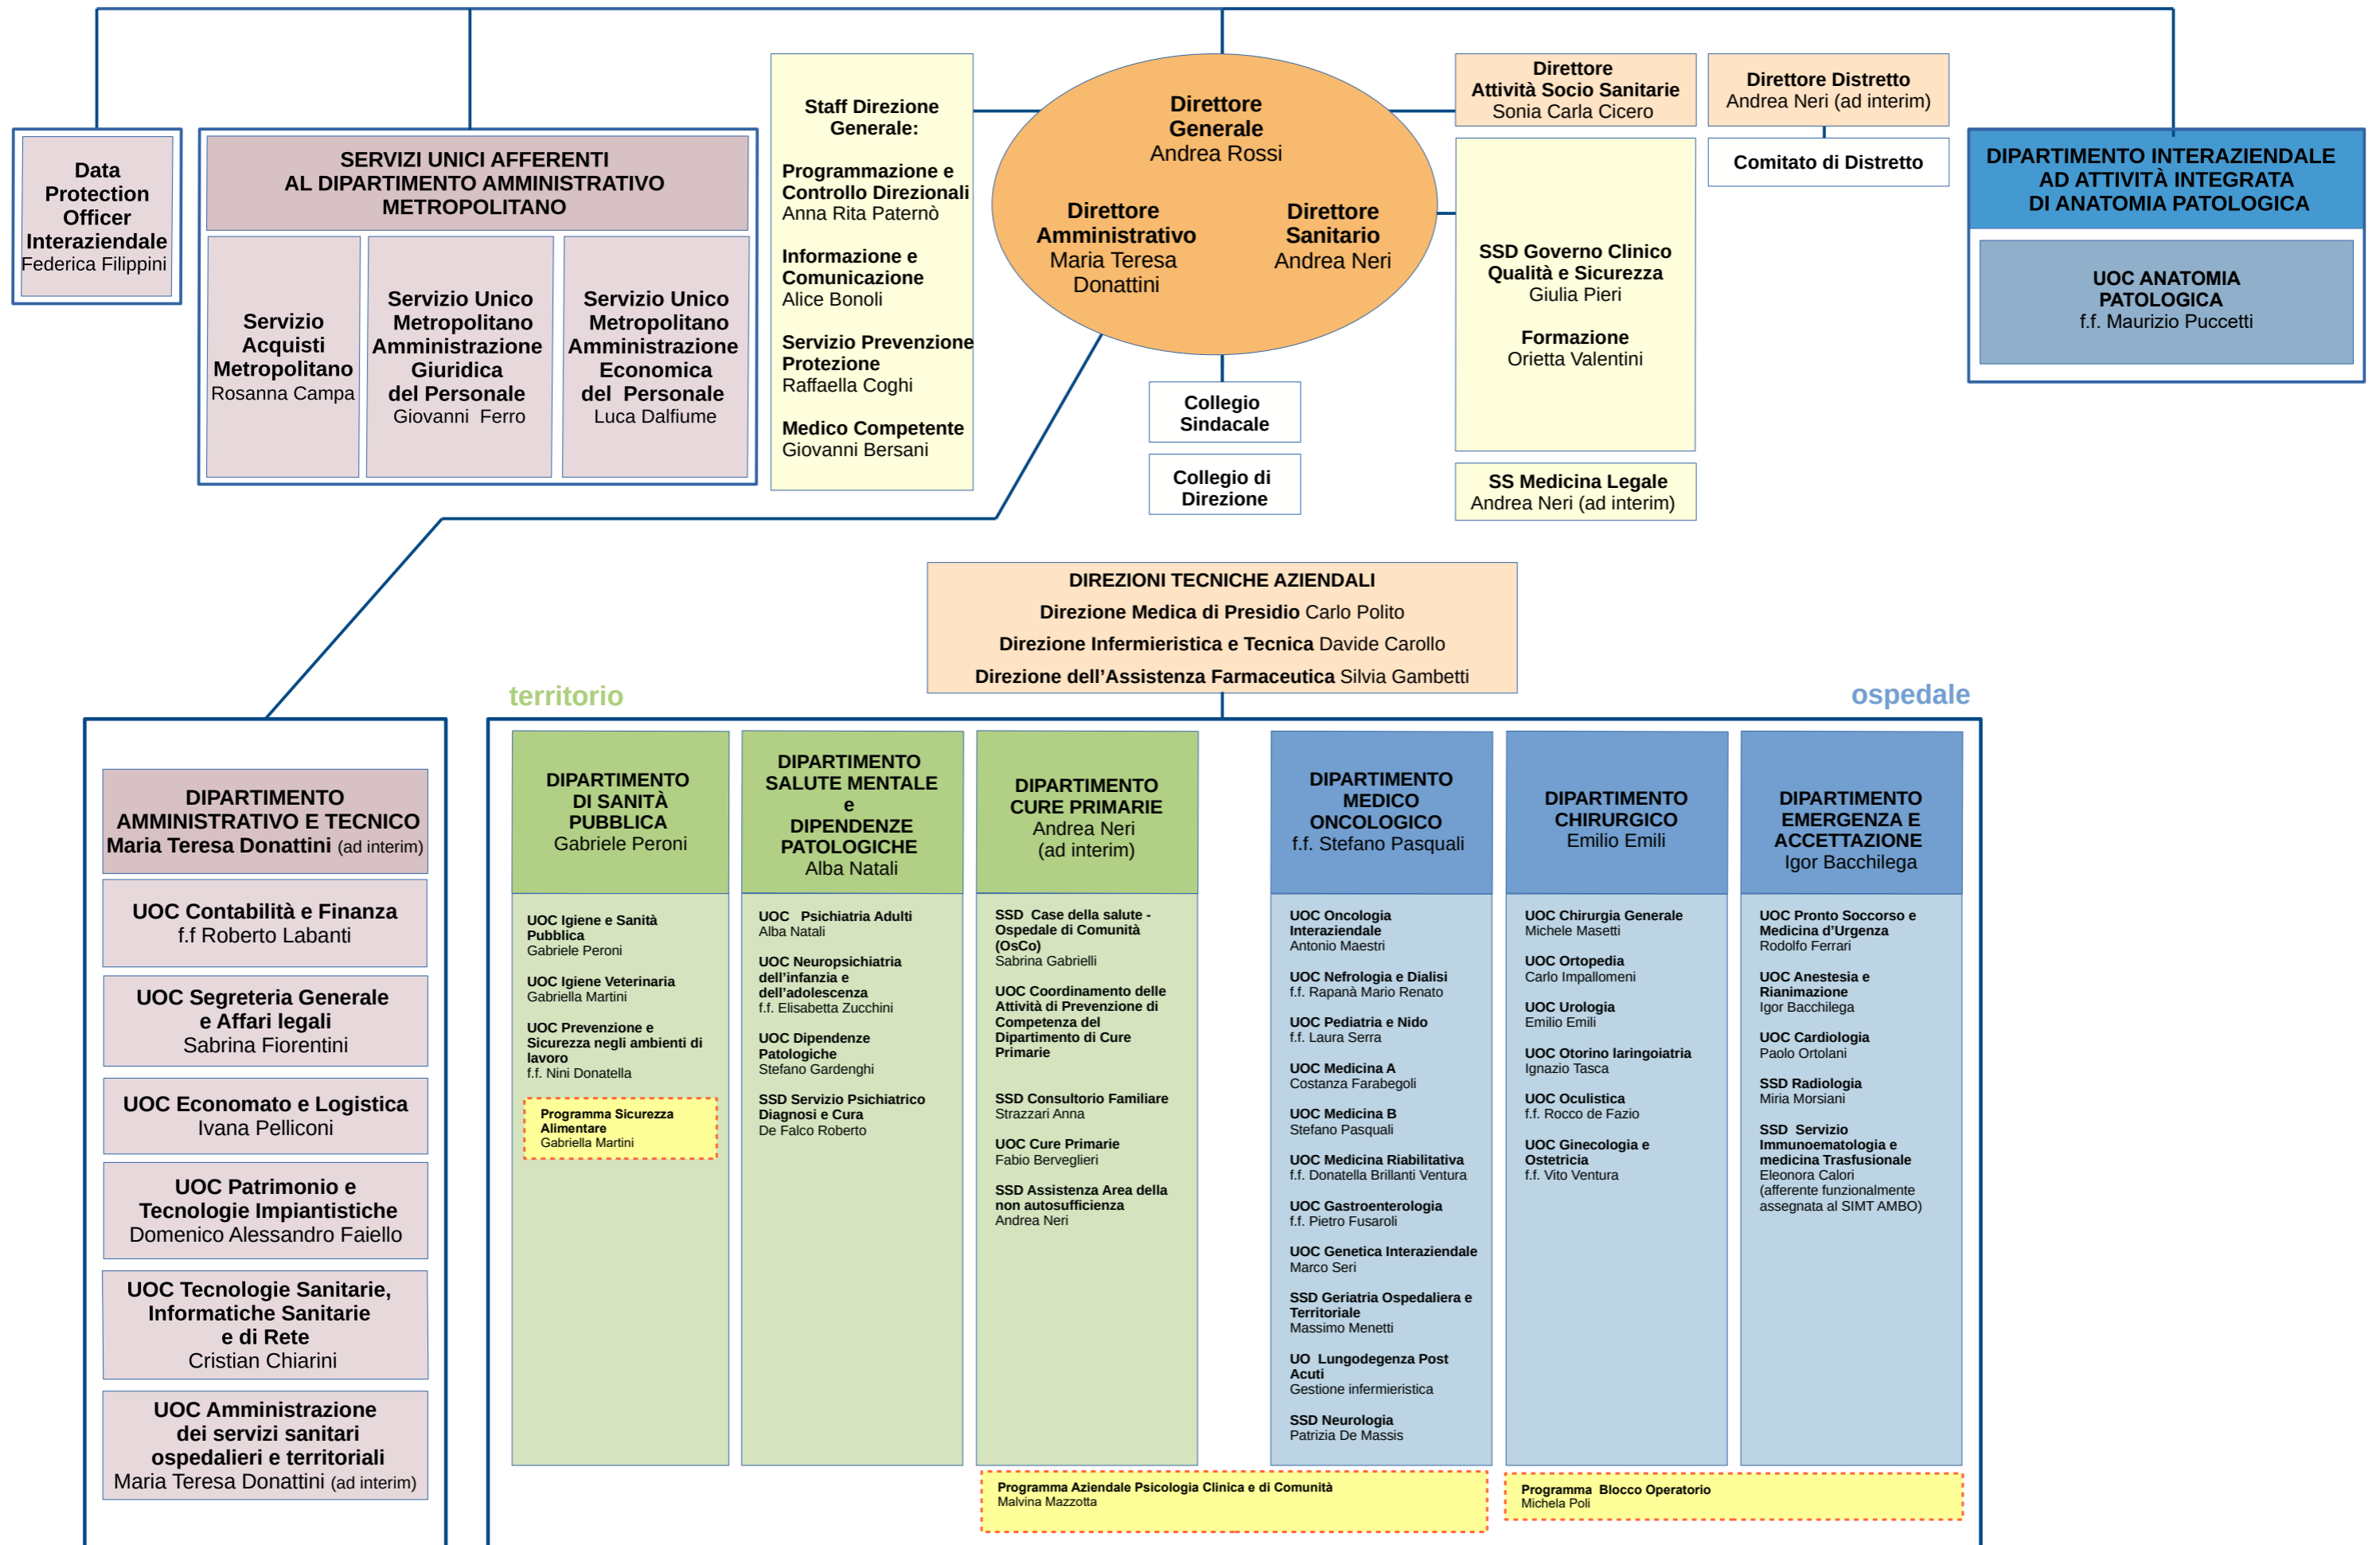 Data
Protection
Officer
Interaziendale
Federica Filippini
SERVIZI UNICI AFFERENTI
AL DIPARTIMENTO AMMINISTRATIVO
METROPOLITANO
Servizio
Acquisti
Metropolitano
Rosanna Campa
Servizio Unico
Metropolitano
Amministrazione
Giuridica
del Personale
Giovanni Ferro
Servizio Unico
Metropolitano
Amministrazione
Economica
del Personale
Luca Dalfiume
Staff Direzione
Generale:
Programmazione e
Controllo Direzionali
Anna Rita Paternò
Informazione e
Comunicazione
Alice Bonoli
Servizio Prevenzione
Protezione
Raffaella Coghi
Medico Competente
Giovanni Bersani
Direttore
Generale
Andrea Rossi
Direttore
Amministrativo
Maria Teresa
Donattini
Direttore
Sanitario
Andrea Neri
Collegio
Sindacale
Collegio di
Direzione
Direttore
Attività Socio Sanitarie
Sonia Carla Cicero
SSD Governo Clinico
Qualità e Sicurezza
Giulia Pieri
Formazione
Orietta Valentini
SS Medicina Legale
Andrea Neri (ad interim)
Direttore Distretto
Andrea Neri (ad interim)
Comitato di Distretto
DIPARTIMENTO INTERAZIENDALE
AD ATTIVITÀ INTEGRATA
DI ANATOMIA PATOLOGICA
UOC ANATOMIA
PATOLOGICA
f.f. Maurizio Puccetti
DIREZIONI TECNICHE AZIENDALI
Direzione Medica di Presidio Carlo Polito
Direzione Infermieristica e Tecnica Davide Carollo
Direzione dell’Assistenza Farmaceutica Silvia Gambetti
territorio
ospedale
DIPARTIMENTO
AMMINISTRATIVO E TECNICO
Maria Teresa Donattini (ad interim)
UOC Contabilità e Finanza
f.f Roberto Labanti
UOC Segreteria Generale
e Affari legali
Sabrina Fiorentini
UOC Economato e Logistica
Ivana Pelliconi
UOC Patrimonio e
Tecnologie Impiantistiche
Domenico Alessandro Faiello
UOC Tecnologie Sanitarie,
Informatiche Sanitarie
e di Rete
Cristian Chiarini
UOC Amministrazione
dei servizi sanitari
ospedalieri e territoriali
Maria Teresa Donattini (ad interim)
DIPARTIMENTO
DI SANITÀ
PUBBLICA
Gabriele Peroni
UOC Igiene e Sanità
Pubblica
Gabriele Peroni
UOC Igiene Veterinaria
Gabriella Martini
UOC Prevenzione e
Sicurezza negli ambienti di
lavoro
f.f. Nini Donatella
Programma Sicurezza
Alimentare
Gabriella Martini
DIPARTIMENTO
SALUTE MENTALE
e
DIPENDENZE
PATOLOGICHE
Alba Natali
UOC Psichiatria Adulti
Alba Natali
UOC Neuropsichiatria
dell’infanzia e
dell’adolescenza
f.f. Elisabetta Zucchini
UOC Dipendenze
Patologiche
Stefano Gardenghi
SSD Servizio Psichiatrico
Diagnosi e Cura
De Falco Roberto
DIPARTIMENTO
CURE PRIMARIE
Andrea Neri
(ad interim)
SSD Case della salute -
Ospedale di Comunità
(OsCo)
Sabrina Gabrielli
UOC Coordinamento delle
Attività di Prevenzione di
Competenza del
Dipartimento di Cure
Primarie
SSD Consultorio Familiare
Strazzari Anna
UOC Cure Primarie
Fabio Berveglieri
SSD Assistenza Area della
non autosufficienza
Andrea Neri
DIPARTIMENTO
MEDICO
ONCOLOGICO
f.f. Stefano Pasquali
UOC Oncologia
Interaziendale
Antonio Maestri
UOC Nefrologia e Dialisi
f.f. Rapanà Mario Renato
UOC Pediatria e Nido
f.f. Laura Serra
UOC Medicina A
Costanza Farabegoli
UOC Medicina B
Stefano Pasquali
UOC Medicina Riabilitativa
f.f. Donatella Brillanti Ventura
UOC Gastroenterologia
f.f. Pietro Fusaroli
UOC Genetica Interaziendale
Marco Seri
SSD Geriatria Ospedaliera e
Territoriale
Massimo Menetti
UO Lungodegenza Post
Acuti
Gestione infermieristica
SSD Neurologia
Patrizia De Massis
DIPARTIMENTO
CHIRURGICO
Emilio Emili
UOC Chirurgia Generale
Michele Masetti
UOC Ortopedia
Carlo Impallomeni
UOC Urologia
Emilio Emili
UOC Otorino laringoiatria
Ignazio Tasca
UOC Oculistica
f.f. Rocco de Fazio
UOC Ginecologia e
Ostetricia
f.f. Vito Ventura
DIPARTIMENTO
EMERGENZA E
ACCETTAZIONE
Igor Bacchilega
UOC Pronto Soccorso e
Medicina d’Urgenza
Rodolfo Ferrari
UOC Anestesia e
Rianimazione
Igor Bacchilega
UOC Cardiologia
Paolo Ortolani
SSD Radiologia
Miria Morsiani
SSD Servizio
Immunoematologia e
medicina Trasfusionale
Eleonora Calori
(afferente funzionalmente
assegnata al SIMT AMBO)
Programma Aziendale Psicologia Clinica e di Comunità
Malvina Mazzotta
Programma Blocco Operatorio
Michela Poli